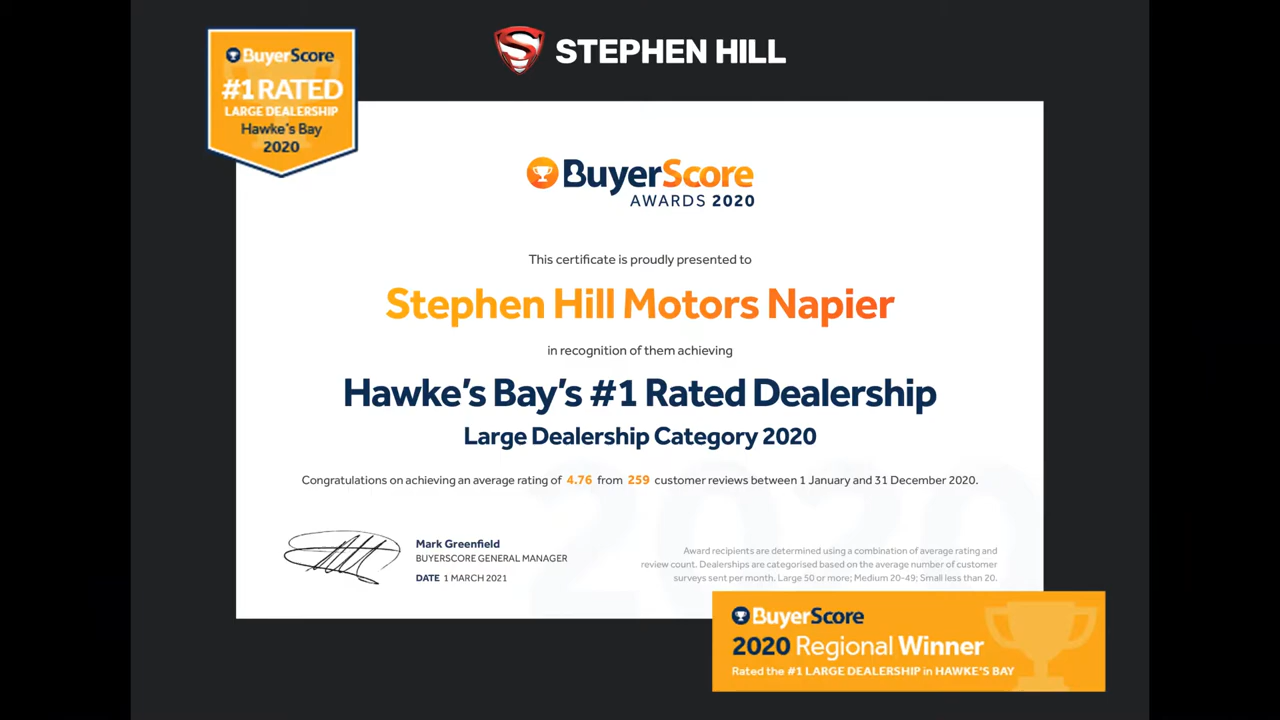 STEPHEN HILL
BuyerScore
#1 RATED
LARGE DEALERSHIP
Hawke's Bay
2020
BuyerScore
AWARDS 2020
This certificate is proudly presented to
Stephen Hill Motors Napier
in recognition of them achieving
Hawke's Bay's #1 Rated Dealership
Large Dealership Category 2020
Congratulations on achieving an average rating of 4.76 from 259 customer reviews between 1 January and 31 December 2020.
Mark Greenfield
BUYERSCORE GENERAL MANAGER
DATE 1 MARCH 2021
Award recipients are determined using a combination of average rating and
review count. Dealerships are categorised based on the average number of customer
surveys sent per month. Large 50 or more; Medium 20-49; Small less than 20.
2020
BuyerScore
2020 Regional Winner
Rated the #1 LARGE DEALERSHIP in HAWKE'S BAY